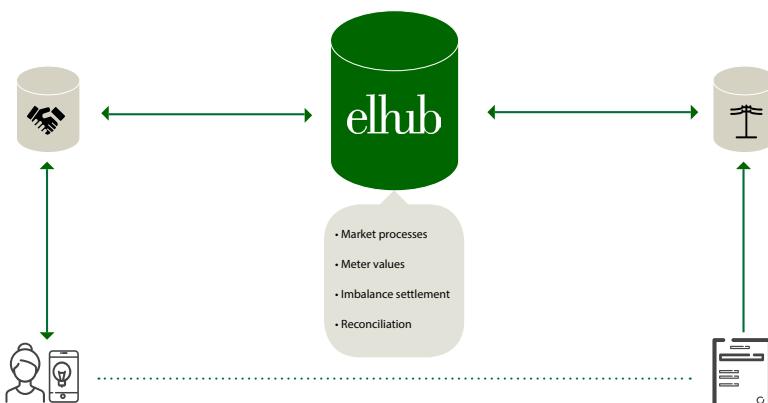 elhub
• Market processes
• Meter values
• Imbalance settlement
• Reconciliation